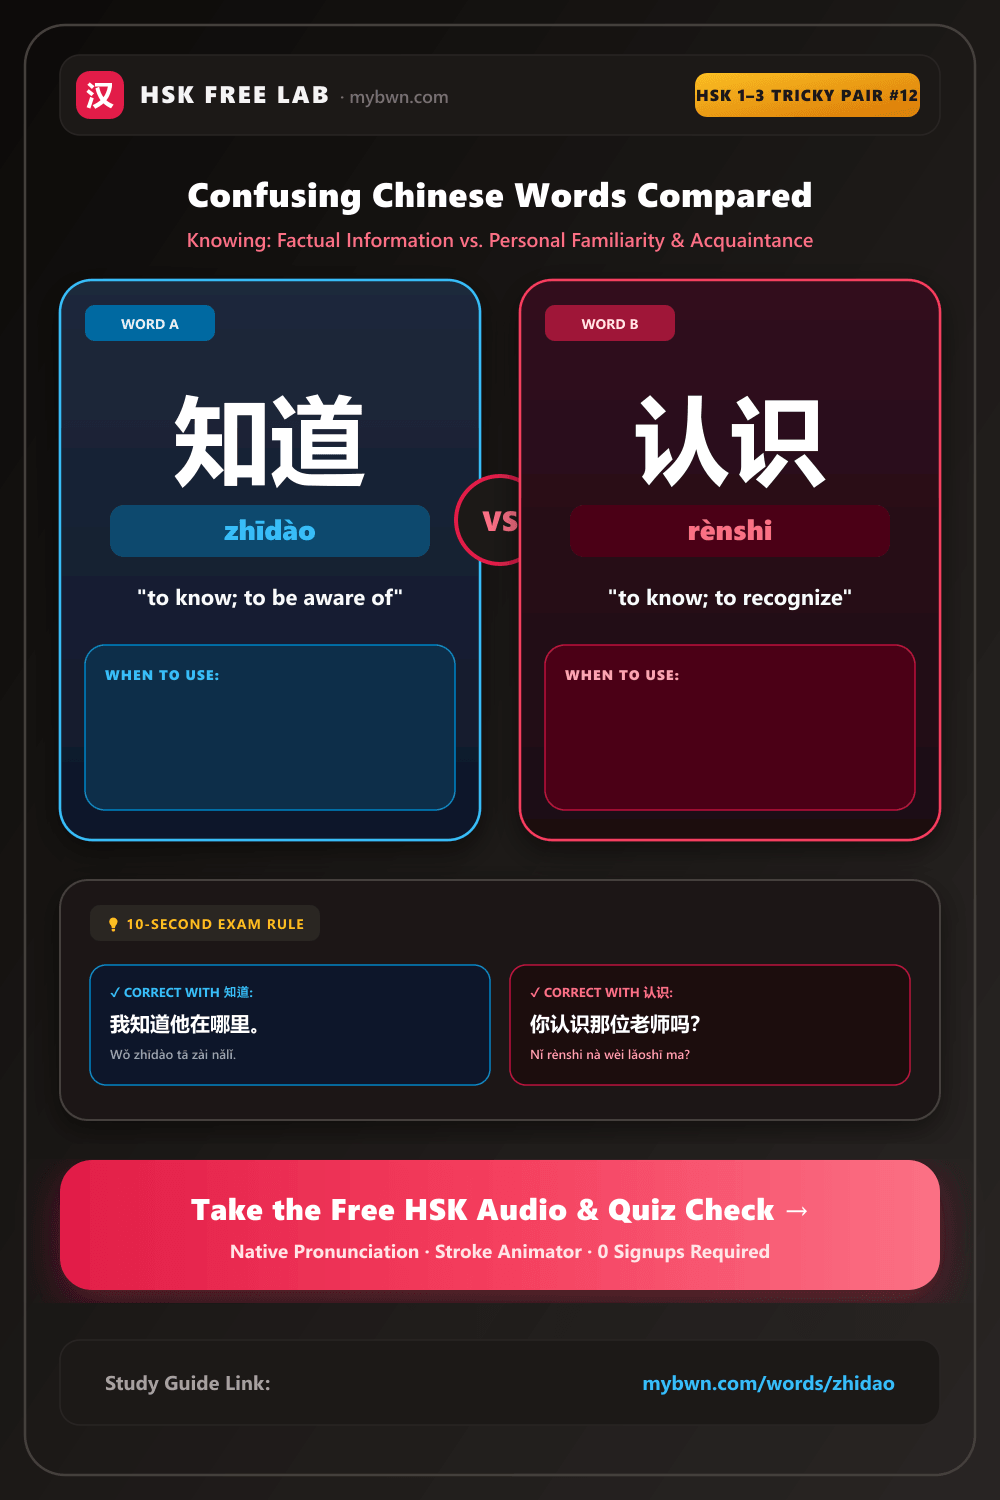 汉 HSK FREE LAB · mybwn.com
HSK 1–3 TRICKY PAIR #12
Confusing Chinese Words Compared
Knowing: Factual Information vs. Personal Familiarity & Acquaintance
WORD A
知道
zhīdào
"to know; to be aware of"
WHEN TO USE:
VS
WORD B
认识
rènshi
"to know; to recognize"
WHEN TO USE:
💡 10-SECOND EXAM RULE
✓ CORRECT WITH 知道:
我知道他在哪里。
Wǒ zhīdào tā zài nǎlǐ.
✓ CORRECT WITH 认识:
你认识那位老师吗？
Nǐ rènshi nà wèi lǎoshī ma?
Take the Free HSK Audio & Quiz Check →
Native Pronunciation · Stroke Animator · 0 Signups Required
Study Guide Link:
mybwn.com/words/zhidao